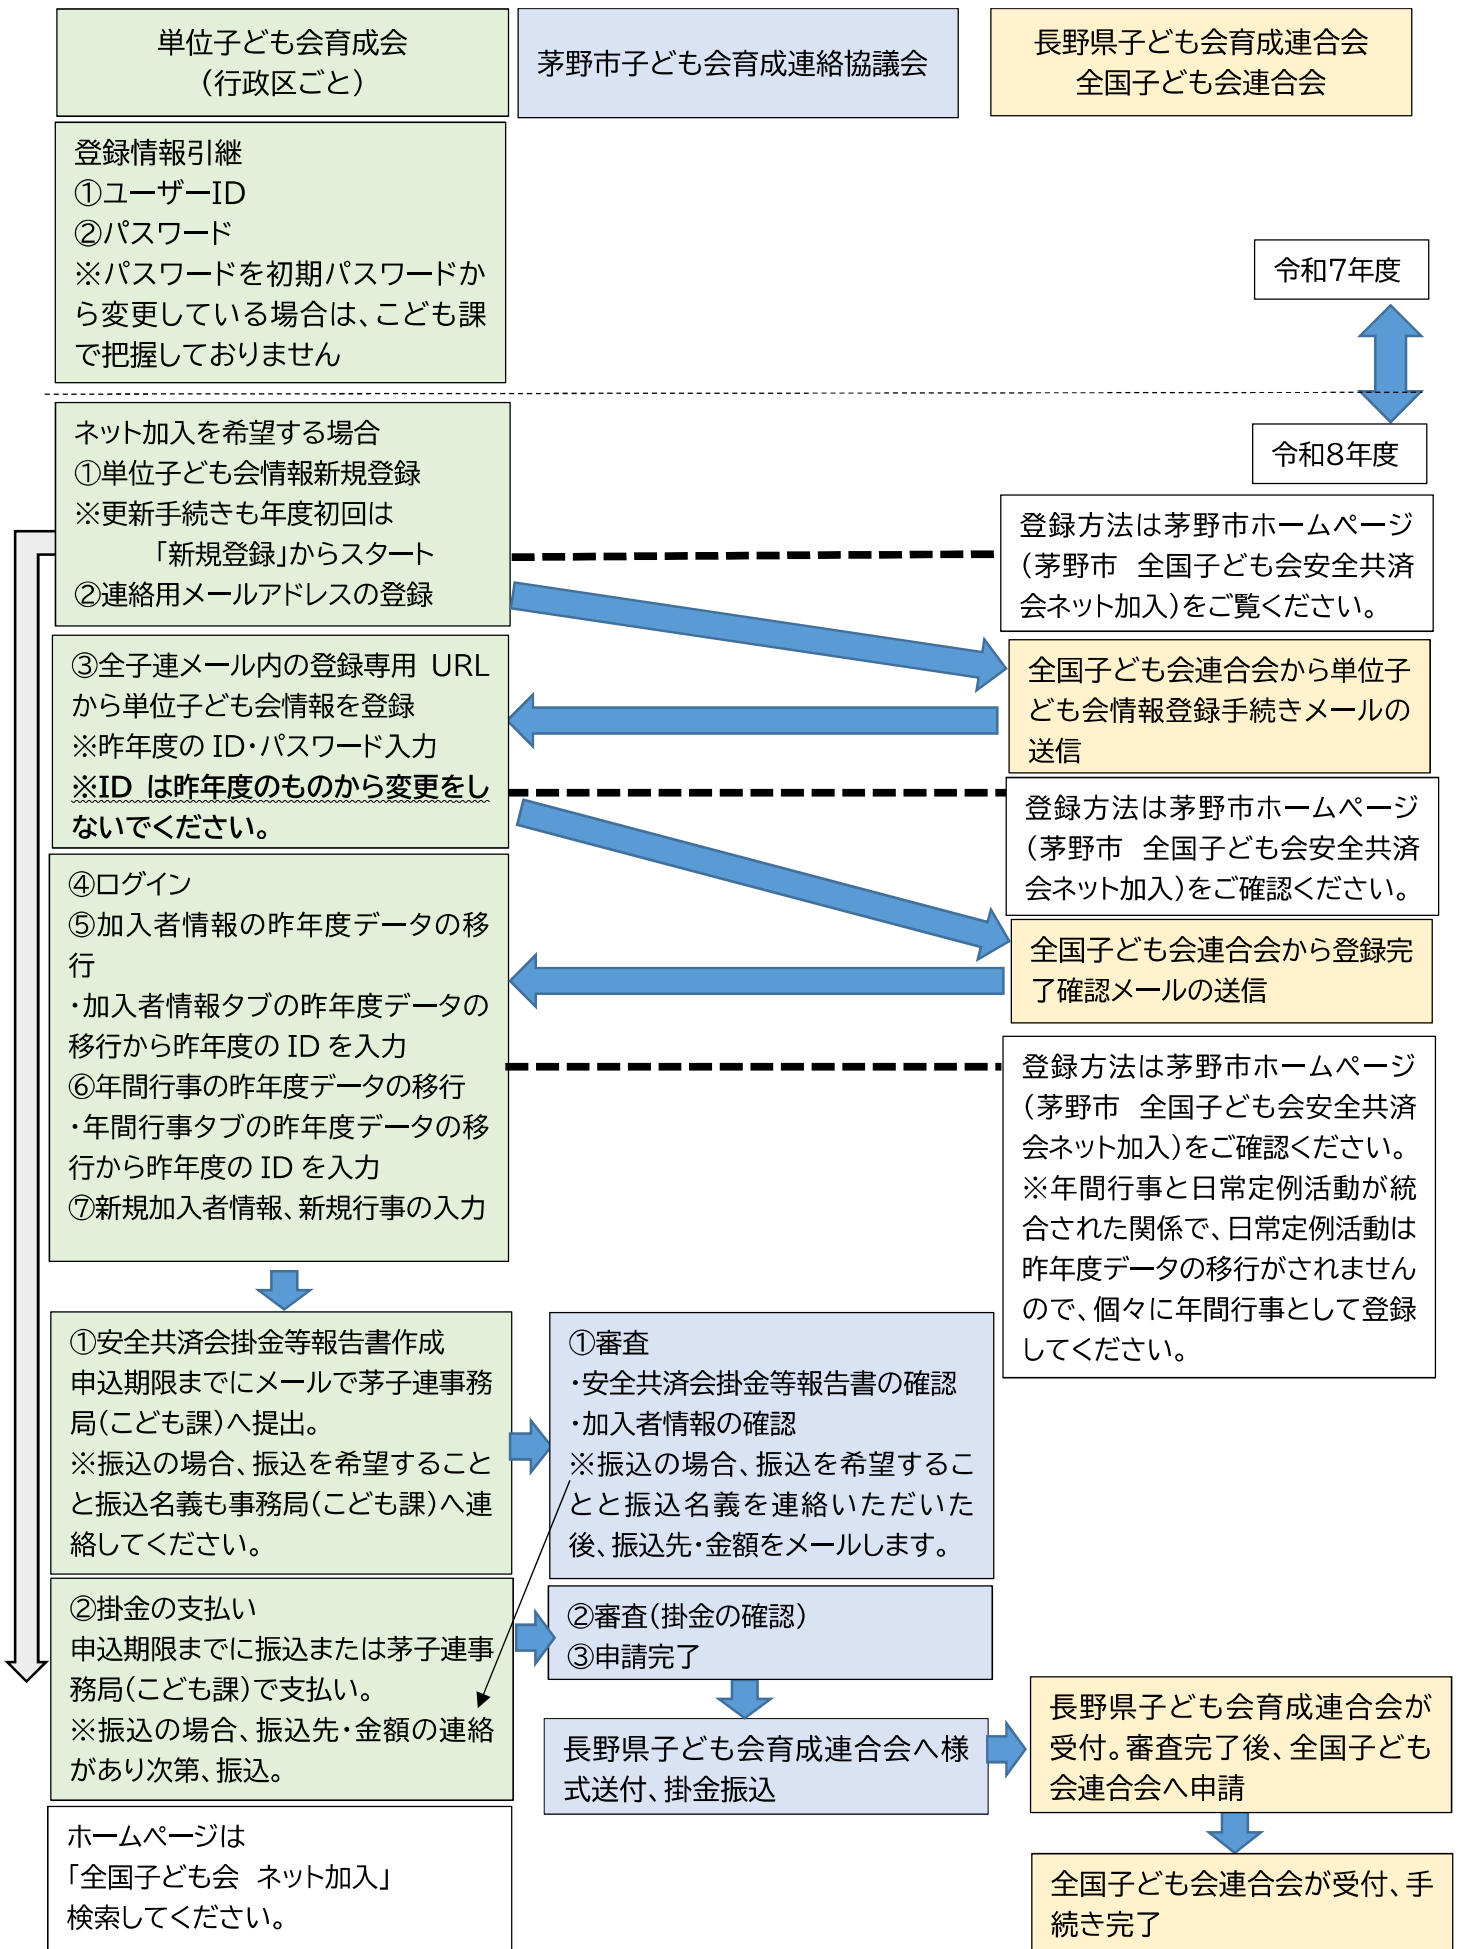 単位子ども会育成会
（行政区ごと）
茅野市子ども会育成連絡協議会
長野県子ども会育成連合会
全国子ども会連合会
登録情報引継
①ユーザーID
②パスワード
※パスワードを初期パスワードか
ら変更している場合は、こども課
で把握しておりません
令和7年度
令和8年度
ネット加入を希望する場合
①単位子ども会情報新規登録
※更新手続きも年度初回は
「新規登録」からスタート
②連絡用メールアドレスの登録
登録方法は茅野市ホームページ
（茅野市　全国子ども会安全共済
会ネット加入）をご覧ください。
③全子連メール内の登録専用 URL
から単位子ども会情報を登録
※昨年度の ID・パスワード入力
※ID は昨年度のものから変更をし
ないでください。
全国子ども会連合会から単位子
ども会情報登録手続きメールの
送信
登録方法は茅野市ホームページ
（茅野市　全国子ども会安全共済
会ネット加入）をご確認ください。
④ログイン
⑤加入者情報の昨年度データの移
行
・加入者情報タブの昨年度データの
移行から昨年度の ID を入力
⑥年間行事の昨年度データの移行
・年間行事タブの昨年度データの移
行から昨年度の ID を入力
⑦新規加入者情報、新規行事の入力
全国子ども会連合会から登録完
了確認メールの送信
登録方法は茅野市ホームページ
（茅野市　全国子ども会安全共済
会ネット加入）をご確認ください。
※年間行事と日常定例活動が統
合された関係で、日常定例活動は
昨年度データの移行がされません
ので、個々に年間行事として登録
してください。
①安全共済会掛金等報告書作成
申込期限までにメールで茅子連事務
局（こども課）へ提出。
※振込の場合、振込を希望すること
と振込名義も事務局（こども課）へ連
絡してください。
①審査
・安全共済会掛金等報告書の確認
・加入者情報の確認
※振込の場合、振込を希望するこ
とと振込名義を連絡いただいた
後、振込先・金額をメールします。
②掛金の支払い
申込期限までに振込または茅子連事
務局（こども課）で支払い。
※振込の場合、振込先・金額の連絡
があり次第、振込。
②審査（掛金の確認）
③申請完了
長野県子ども会育成連合会へ様
式送付、掛金振込
長野県子ども会育成連合会が
受付。審査完了後、全国子ども
会連合会へ申請
全国子ども会連合会が受付、手
続き完了
ホームページは
「全国子ども会　ネット加入」
検索してください。